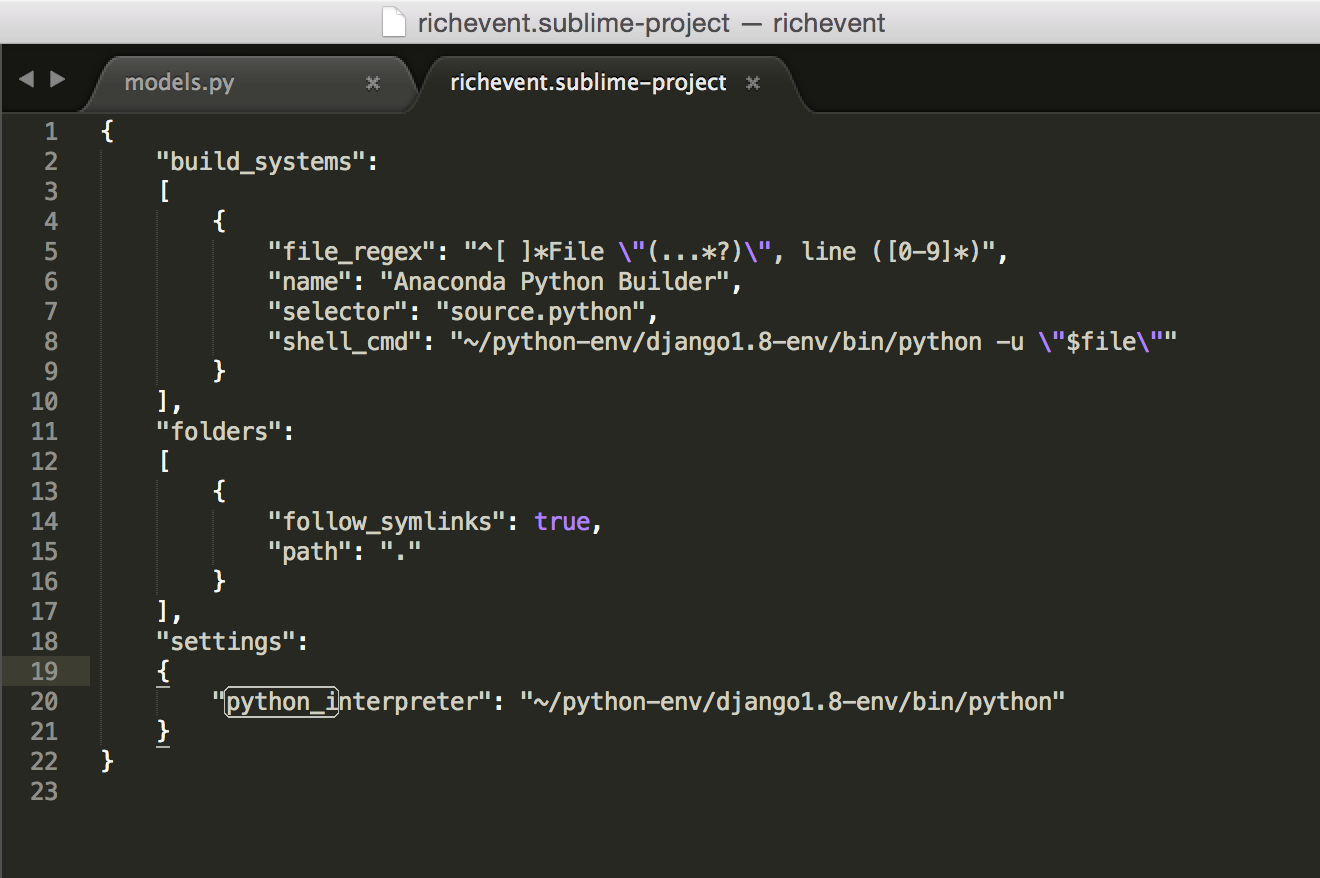 richevent.sublime-project — richevent
models.py
richevent.sublime-project
1 {
2 "build_systems":
3 [
4 {
5 "file_regex": "^[ ]*File \"(...*?)\", line ([0-9]*)",
6 "name": "Anaconda Python Builder",
7 "selector": "source.python",
8 "shell_cmd": "~/python-env/django1.8-env/bin/python -u \"$file\""
9 }
10 ],
11 "folders":
12 [
13 {
14 "follow_symlinks": true,
15 "path": "."
16 }
17 ],
18 "settings":
19 {
20 "python_interpreter": "~/python-env/django1.8-env/bin/python"
21 }
22 }
23